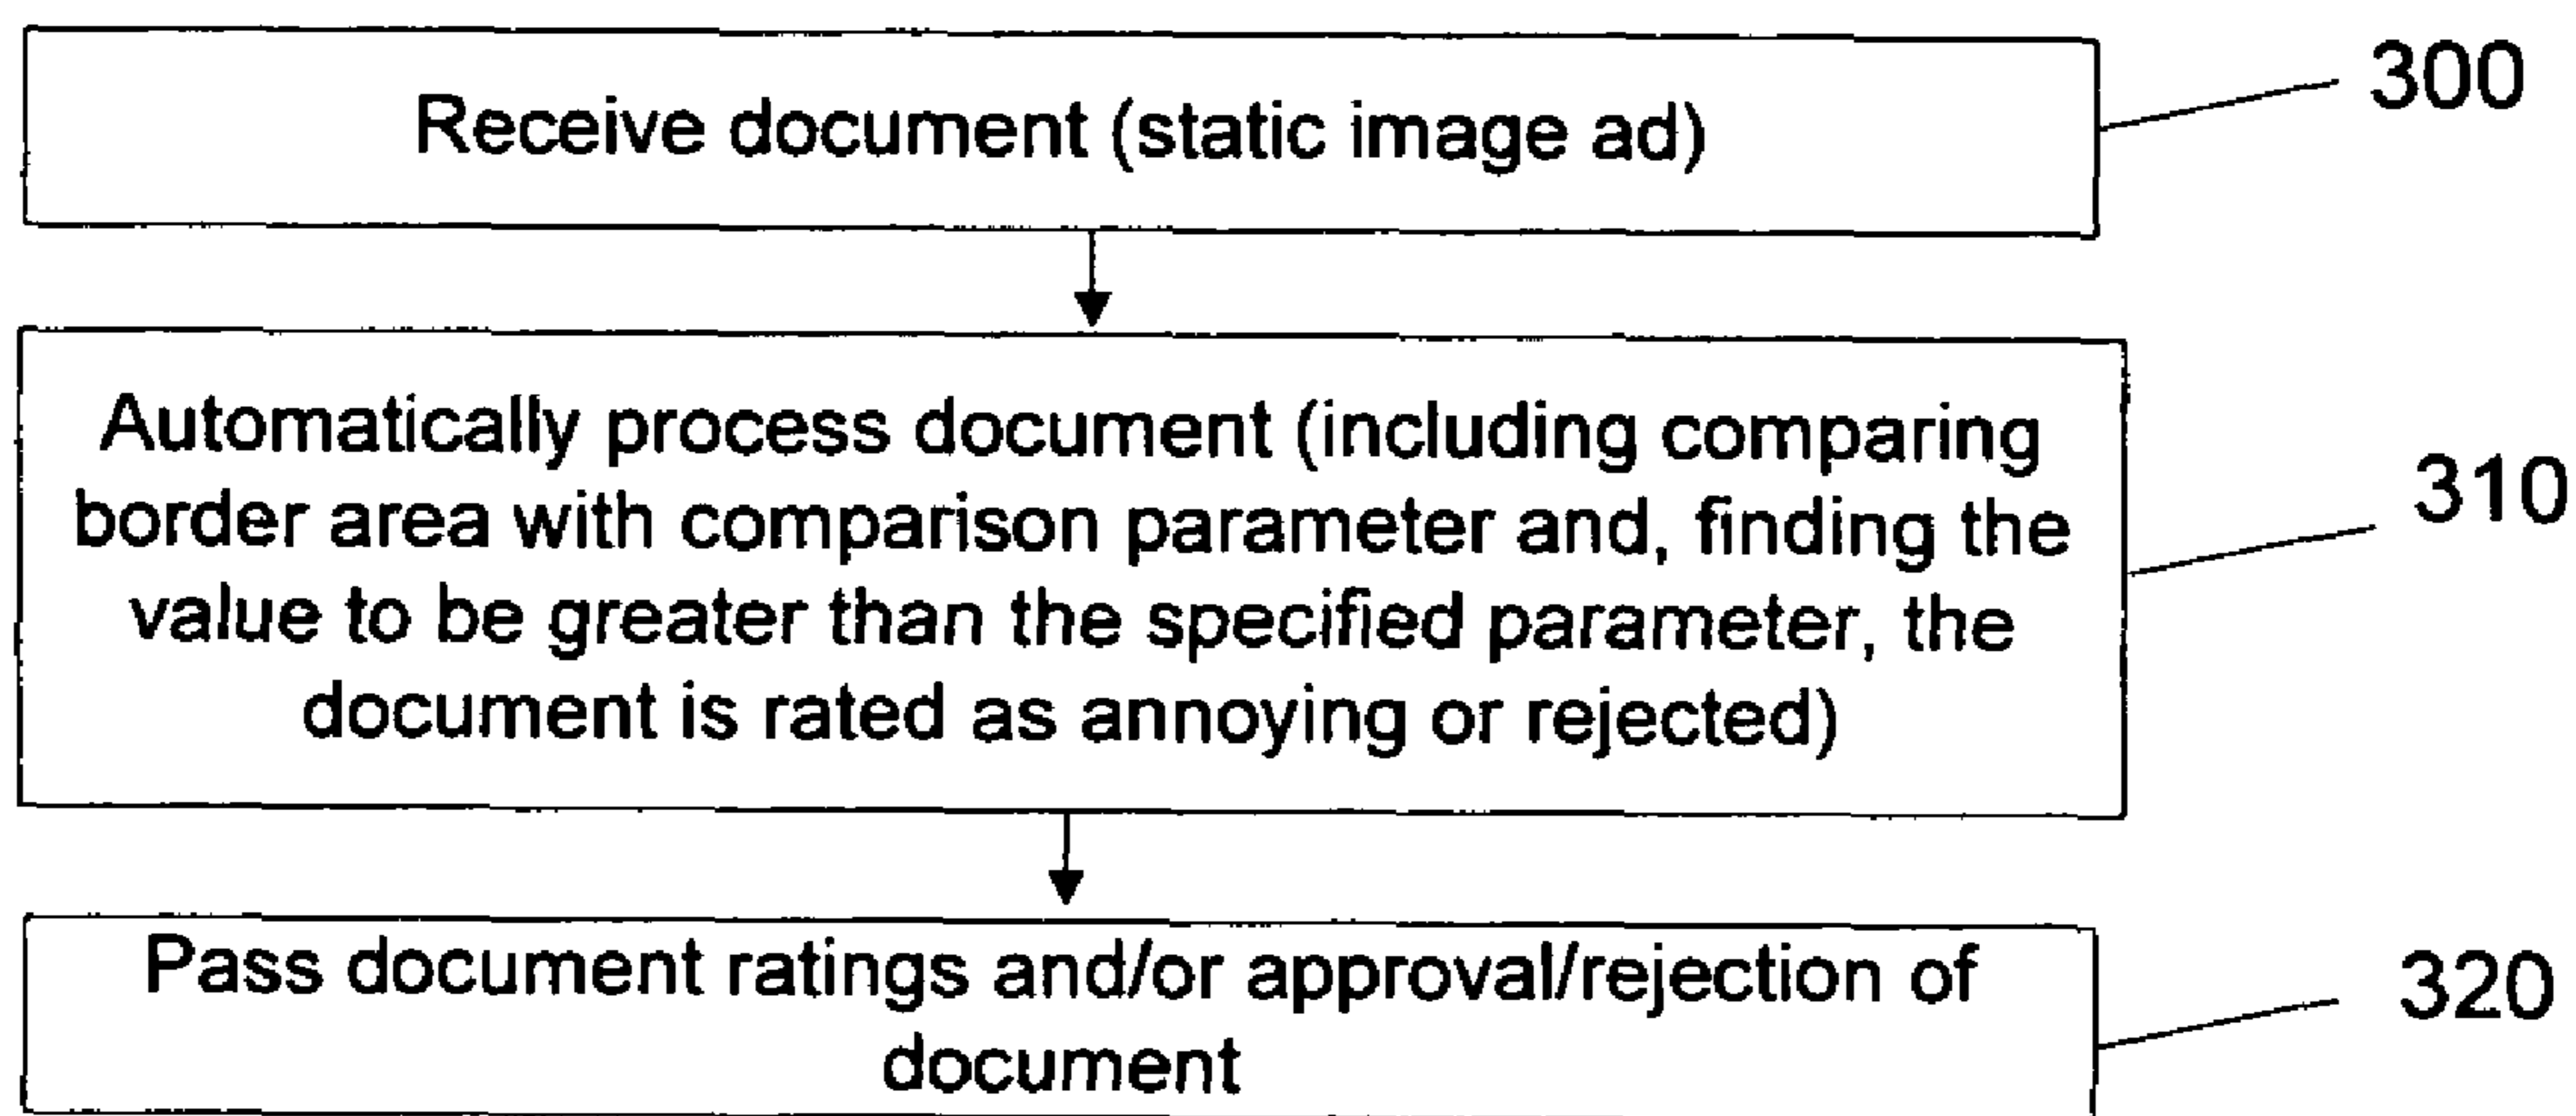 Receive document (static image ad)
300
Automatically process document (including comparing
border area with comparison parameter and, finding the
value to be greater than the specified parameter, the
document is rated as annoying or rejected)
310
Pass document ratings and/or approval/rejection of
document
320